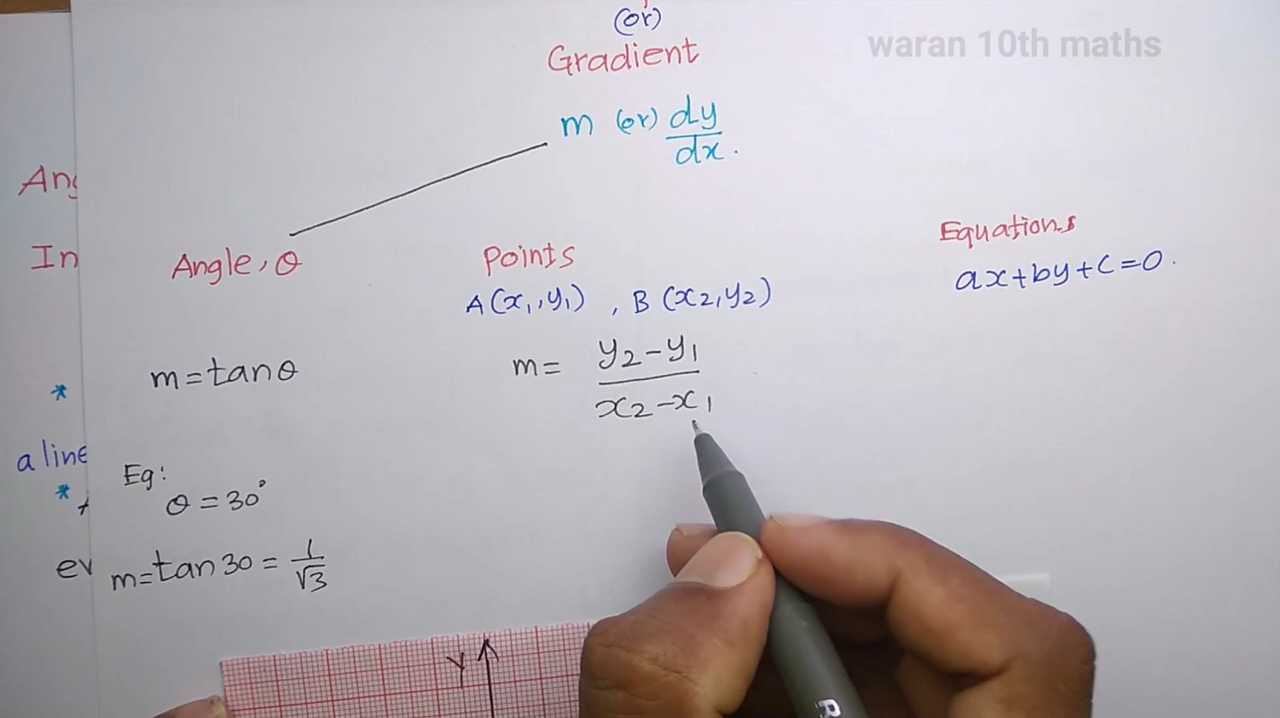 (or)
Gradient
waran 10th maths
m (or) dy/dx.
Ang
In
Angle, θ
Points
A(x₁,y₁) , B (x₂,y₂)
Equations
ax+by+c=0.
m=tanθ
m= y₂-y₁/x₂-x₁
*
a line
*
Eg:
θ=30°
ev
m=tan30=1/√3
Y
R